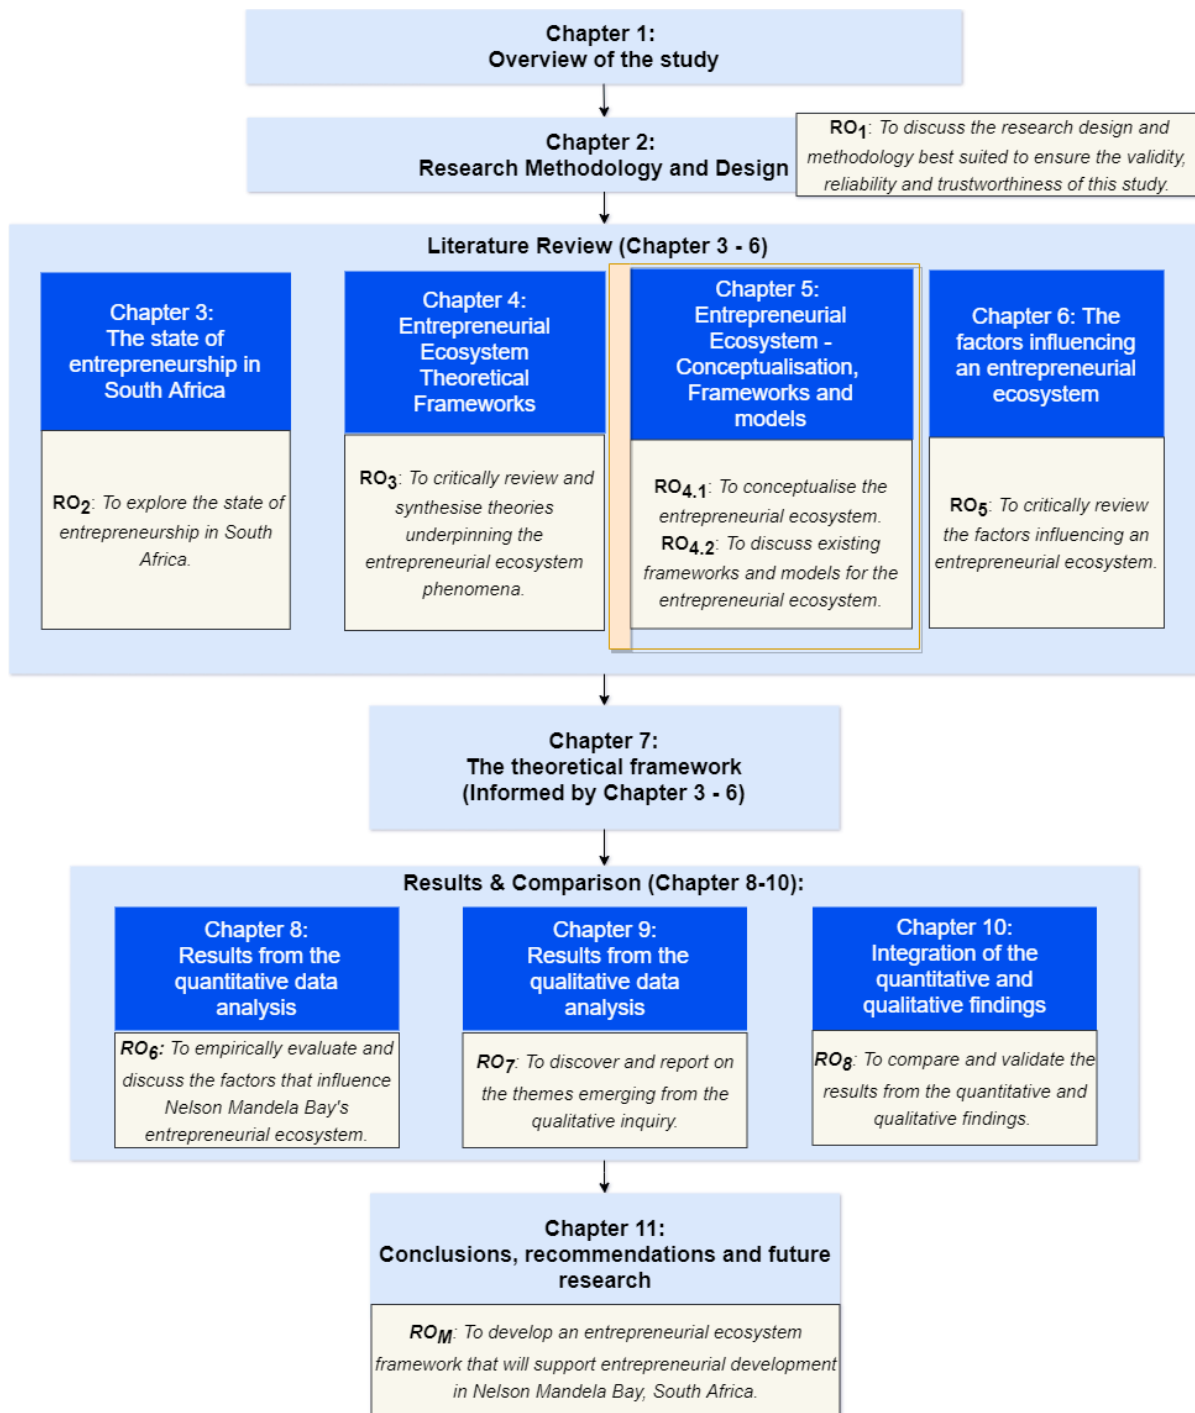 Chapter 1:
Overview of the study
Chapter 2:
Research Methodology and Design
RO1: To discuss the research design and
methodology best suited to ensure the validity,
reliability and trustworthiness of this study.
Literature Review (Chapter 3 - 6)
Chapter 3:
The state of
entrepreneurship in
South Africa
RO2: To explore the state of
entrepreneurship in South
Africa.
Chapter 4:
Entrepreneurial
Ecosystem
Theoretical
Frameworks
RO3: To critically review and
synthesise theories
underpinning the
entrepreneurial ecosystem
phenomena.
Chapter 5:
Entrepreneurial
Ecosystem -
Conceptualisation,
Frameworks and
models
RO4.1: To conceptualise the
entrepreneurial ecosystem.
RO4.2: To discuss existing
frameworks and models for the
entrepreneurial ecosystem.
Chapter 6: The
factors influencing
an entrepreneurial
ecosystem
RO5: To critically review
the factors influencing an
entrepreneurial ecosystem.
Chapter 7:
The theoretical framework
(Informed by Chapter 3 - 6)
Results & Comparison (Chapter 8-10):
Chapter 8:
Results from the
quantitative data
analysis
RO6: To empirically evaluate and
discuss the factors that influence
Nelson Mandela Bay's
entrepreneurial ecosystem.
Chapter 9:
Results from the
qualitative data
analysis
RO7: To discover and report on
the themes emerging from the
qualitative inquiry.
Chapter 10:
Integration of the
quantitative and
qualitative findings
RO8: To compare and validate the
results from the quantitative and
qualitative findings.
Chapter 11:
Conclusions, recommendations and future
research
ROM: To develop an entrepreneurial ecosystem
framework that will support entrepreneurial development
in Nelson Mandela Bay, South Africa.